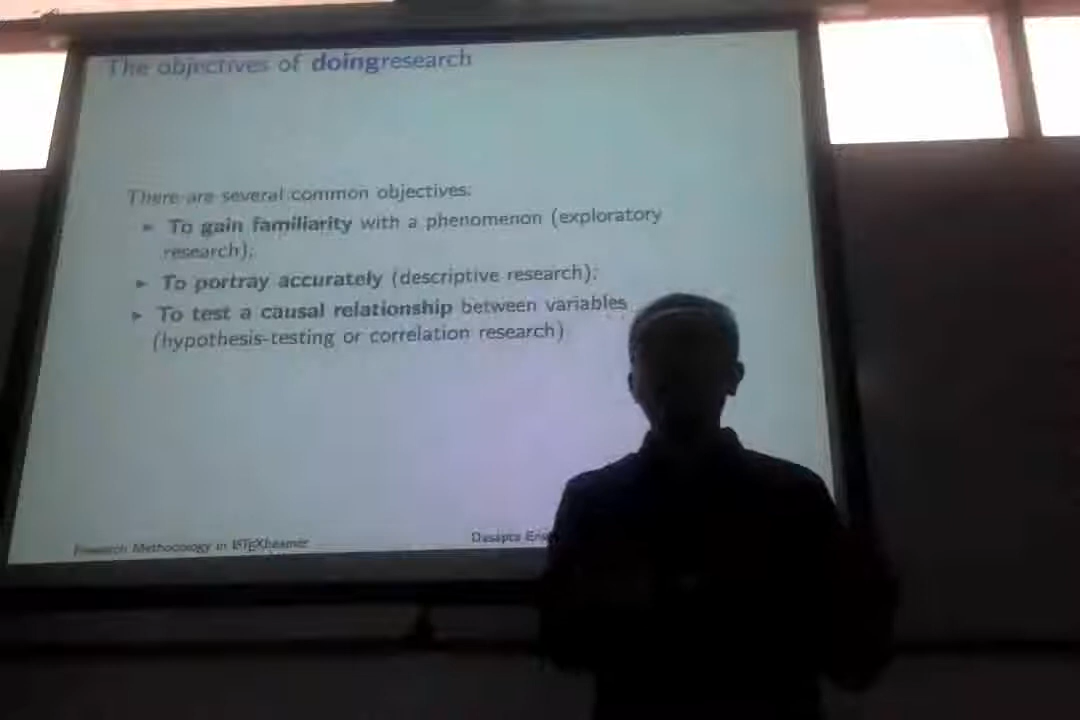 The objectives of doingresearch
There are several common objectives:
► To gain familiarity with a phenomenon (exploratory
research);
► To portray accurately (descriptive research);
► To test a causal relationship between variables
(hypothesis-testing or correlation research)
Research Methodology in LATEXbeamer
Dasapta